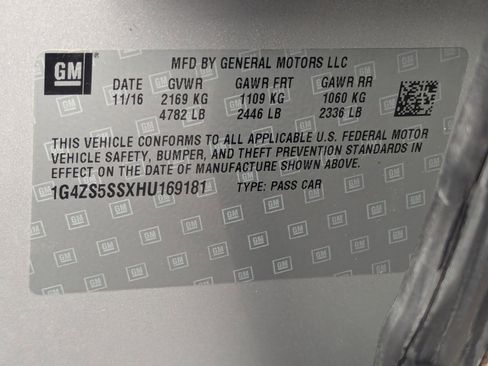 GM
MFD BY GENERAL MOTORS LLC
DATE GVWR GAWR FRT GAWR RR
11/16 2169 KG 1109 KG 1060 KG
4782 LB 2446 LB 2336 LB
THIS VEHICLE CONFORMS TO ALL APPLICABLE U.S. FEDERAL MOTOR
VEHICLE SAFETY, BUMPER, AND THEFT PREVENTION STANDARDS IN
EFFECT ON THE DATE OF MANUFACTURE SHOWN ABOVE.
1G4ZS5SSXHU169181 TYPE: PASS CAR